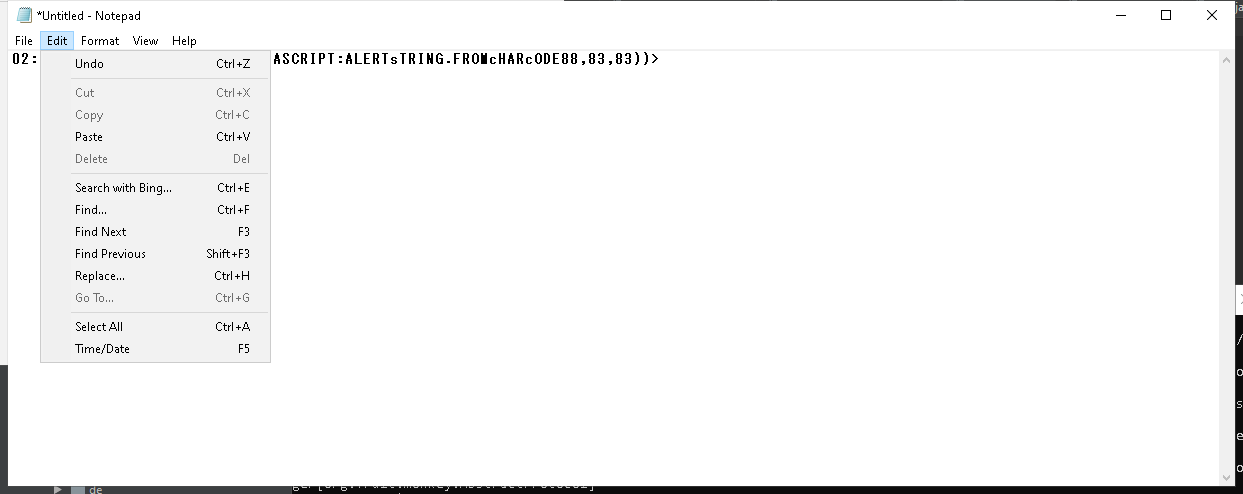 *Untitled - Notepad
File Edit Format View Help
02: ASCRIPT:ALERTsTRING.FROMcHARcODE88,83,83))>
Undo Ctrl+Z
Cut Ctrl+X
Copy Ctrl+C
Paste Ctrl+V
Delete Del
Search with Bing... Ctrl+E
Find... Ctrl+F
Find Next F3
Find Previous Shift+F3
Replace... Ctrl+H
Go To... Ctrl+G
Select All Ctrl+A
Time/Date F5
de